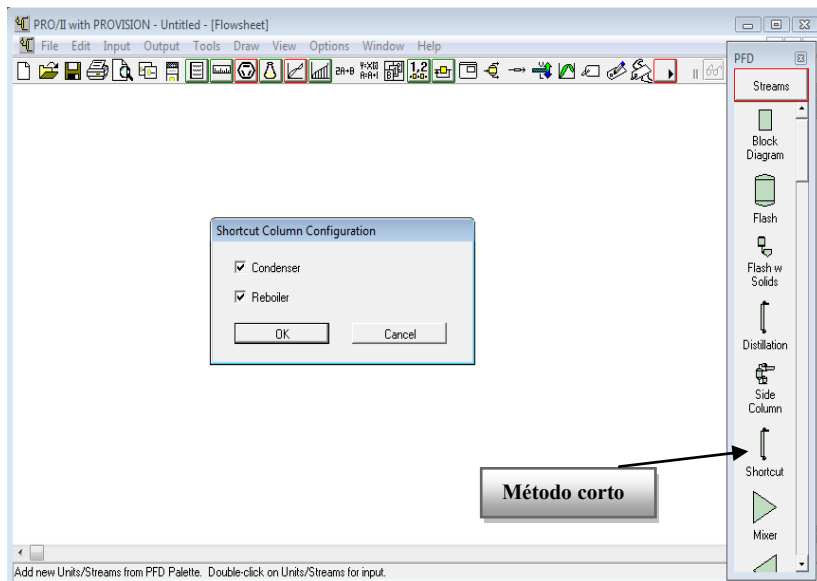 PRO/II with PROVISION - Untitled - [Flowsheet]
File Edit Input Output Tools Draw View Options Window Help
PFD
Streams
Block
Diagram
Flash
Flash w
Solids
Distillation
Side
Column
Shortcut
Mixer
Shortcut Column Configuration
Condenser
Reboiler
OK Cancel
Método corto
Add new Units/Streams from PFD Palette. Double-click on Units/Streams for input.